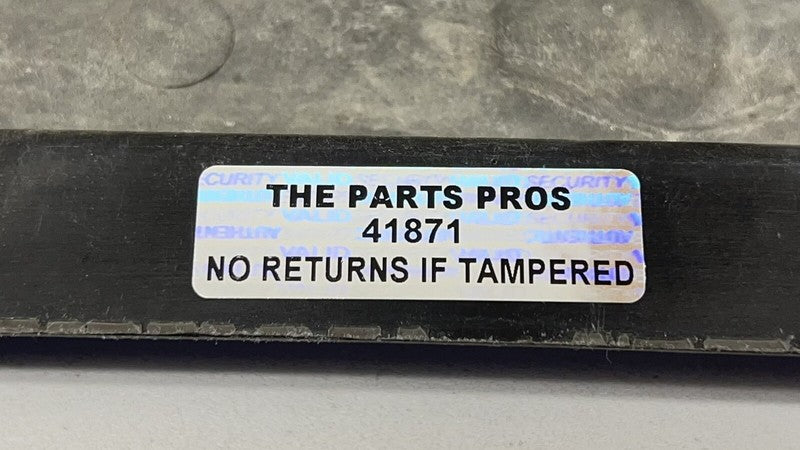 THE PARTS PROS
41871
NO RETURNS IF TAMPERED